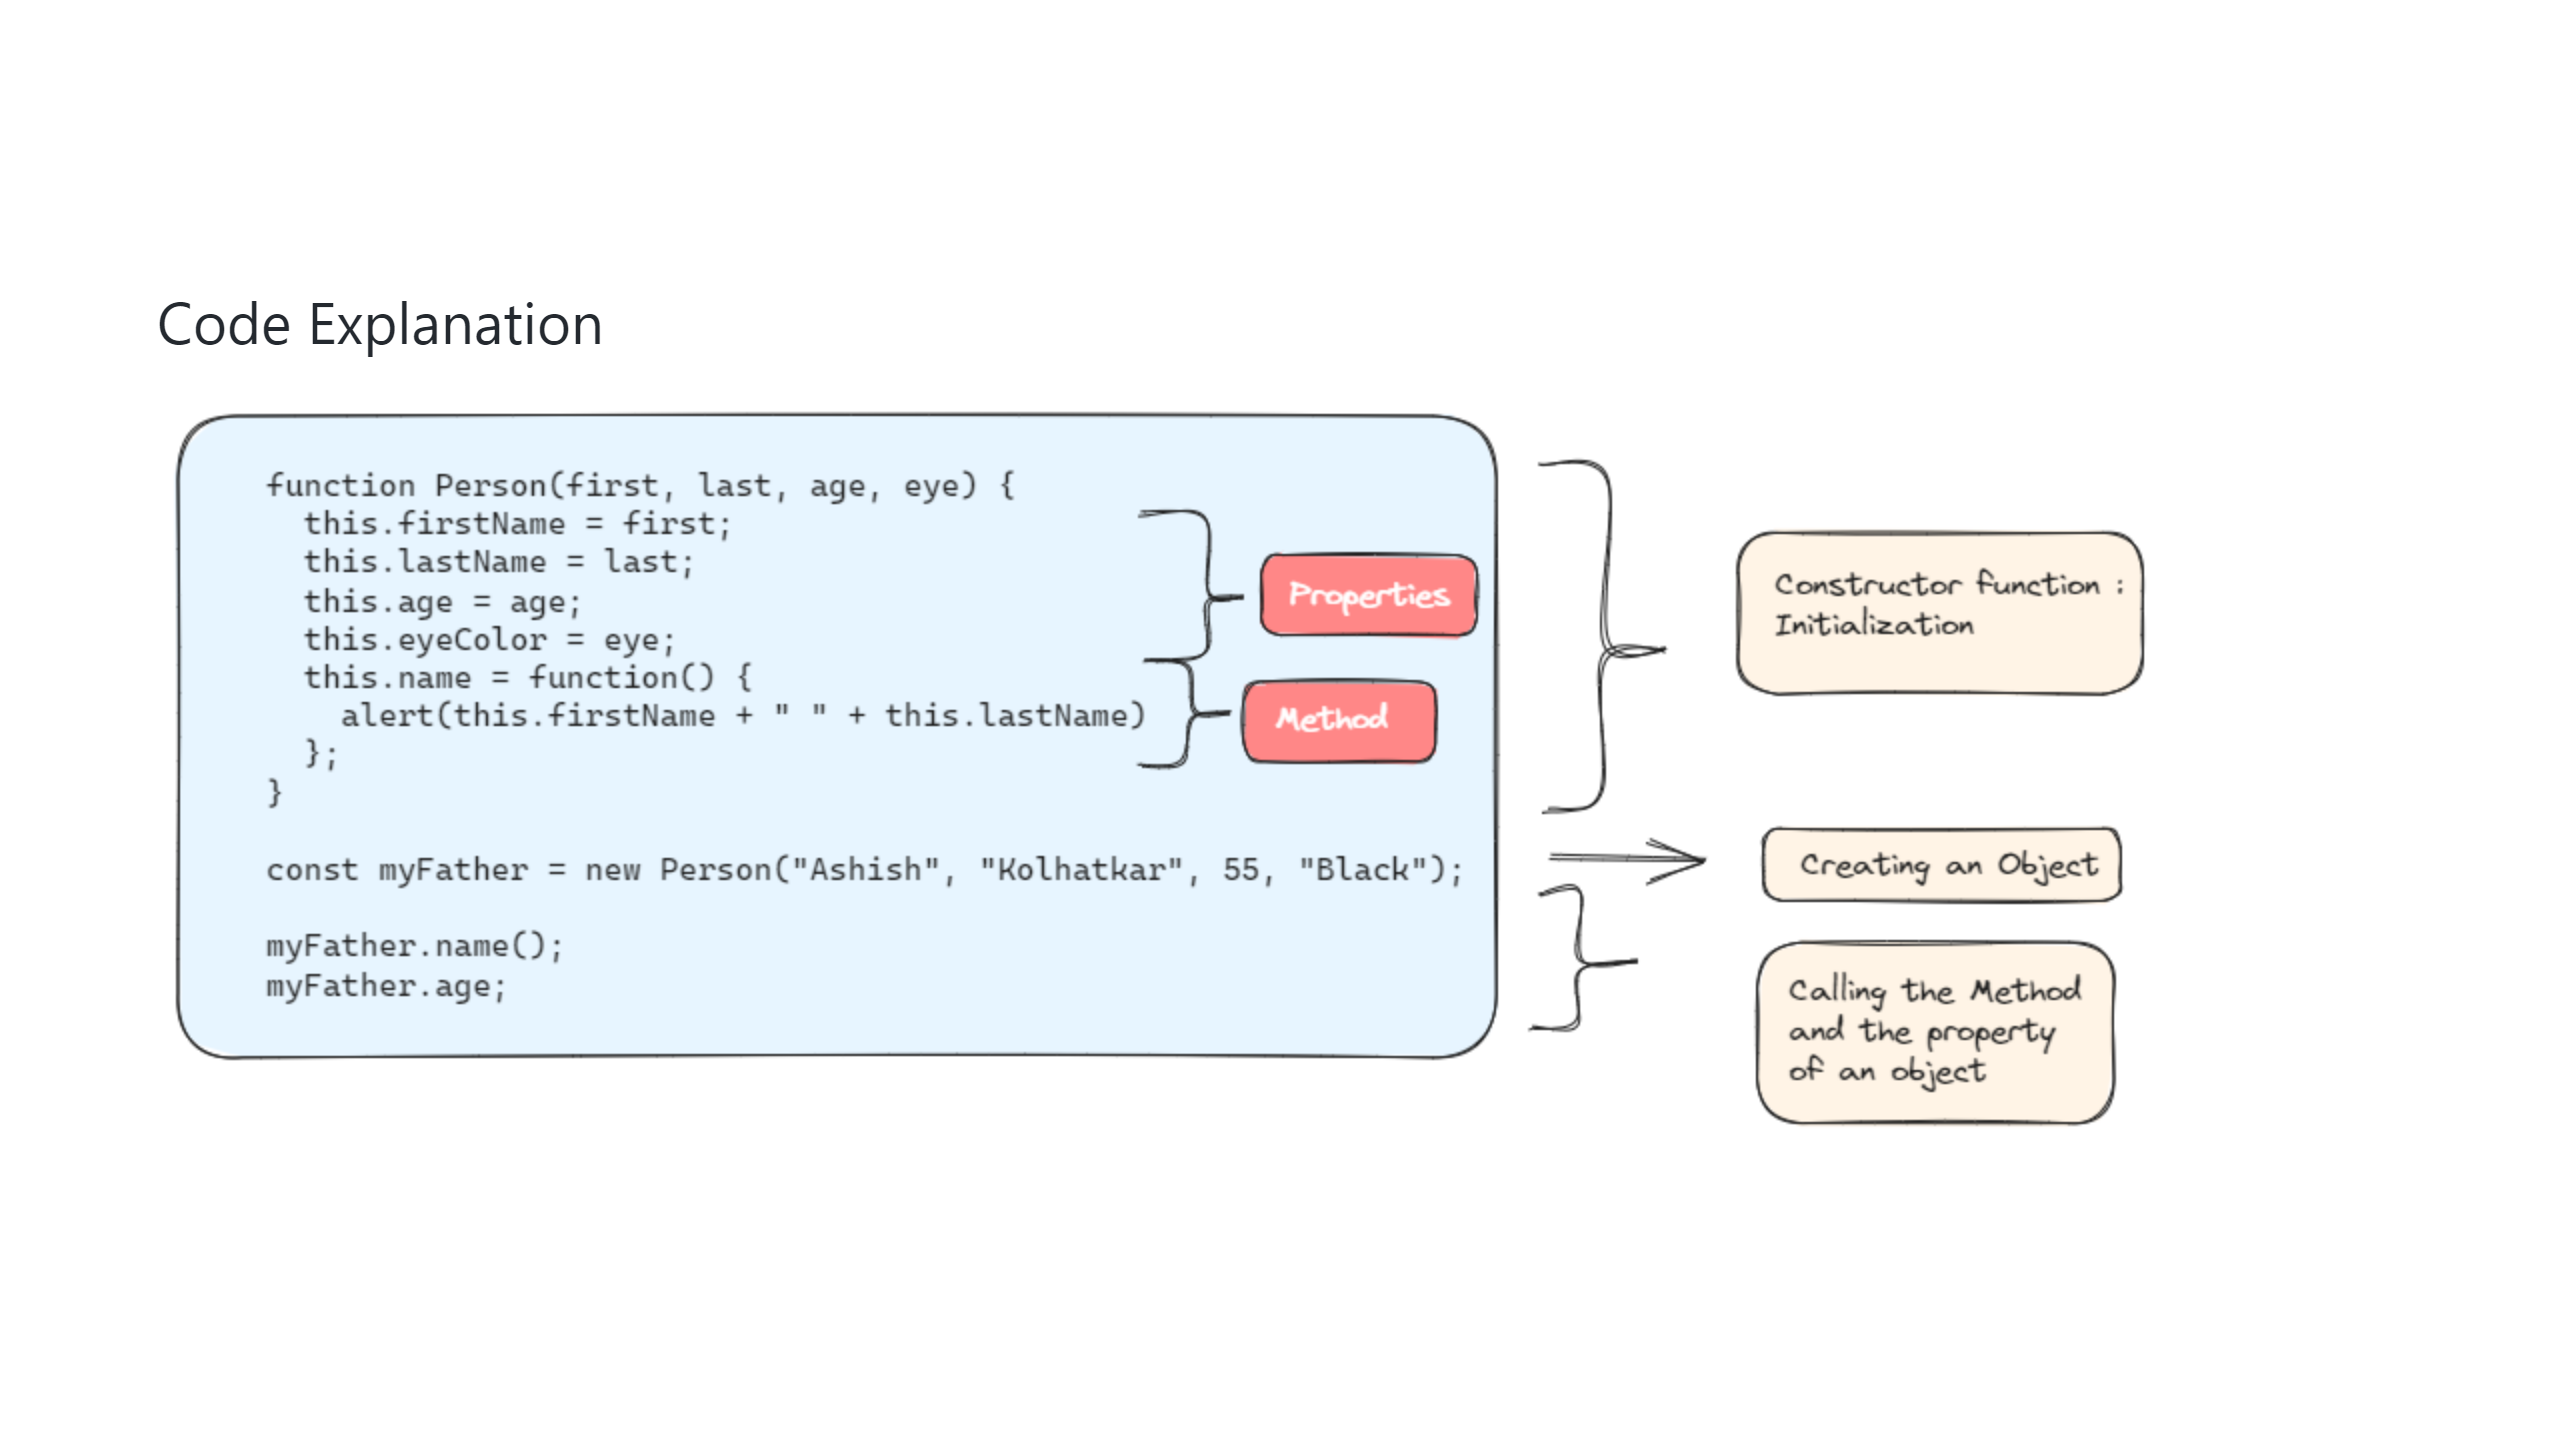 Code Explanation
function Person(first, last, age, eye) {
this.firstName = first;
this.lastName = last;
this.age = age;
this.eyeColor = eye;
this.name = function() {
alert(this.firstName + " " + this.lastName)
};
}
const myFather = new Person("Ashish", "Kolhatkar", 55, "Black");
myFather.name();
myFather.age;
Properties
Method
Constructor function :
Initialization
Creating an Object
Calling the Method
and the property
of an object